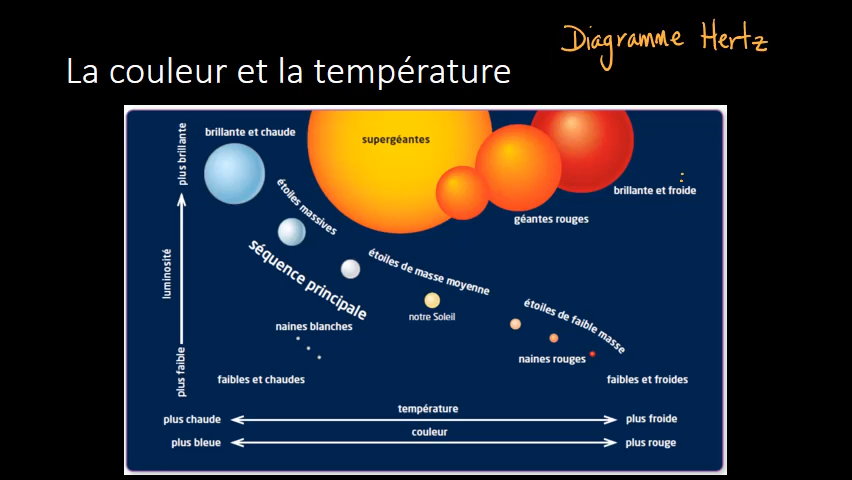 Diagramme Hertz
La couleur et la température
plus brillante
luminosité
plus faible
brillante et chaude
supergéantes
brillante et froide
géantes rouges
étoiles massives
séquence principale
étoiles de masse moyenne
notre Soleil
étoiles de faible masse
naines blanches
naines rouges
faibles et chaudes
faibles et froides
température
plus chaude
plus froide
couleur
plus bleue
plus rouge